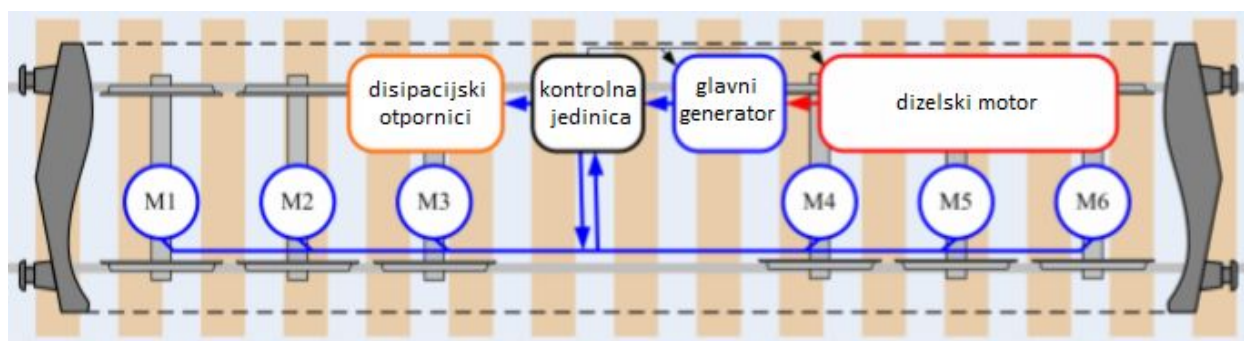 disipacijski
otpornici
kontrolna
jedinica
glavni
generator
dizelski motor
M1
M2
M3
M4
M5
M6